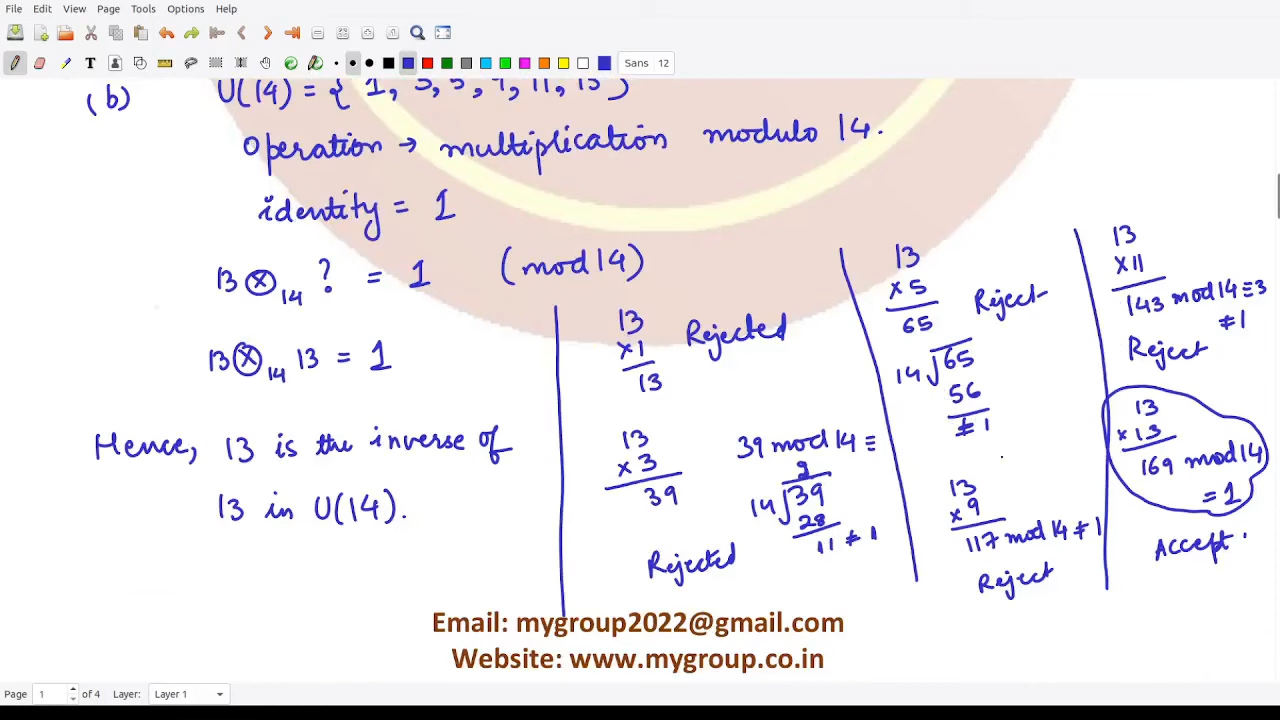 File Edit View Page Tools Options Help
Sans 12
(b) U(14) = { 1, 3, 5, 9, 11, 13 }
Operation → multiplication modulo 14.
identity = 1
13 ⊗₁₄ ? = 1 (mod 14)
13 ⊗₁₄ 13 = 1
Hence, 13 is the inverse of
13 in U(14).
13
×1
13
Rejected
13
×3
39
39 mod 14 ≡
2
14√39
28
11 ≠ 1
Rejected
13
×5
65
Reject
14√65
56
≠ 1
13
×9
117 mod 14 ≠ 1
Reject
13
×11
143 mod 14 ≡ 3
≠ 1
Reject
13
×13
169 mod 14
= 1
Accept.
Email: mygroup2022@gmail.com
Website: www.mygroup.co.in
Page 1 of 4 Layer: Layer 1